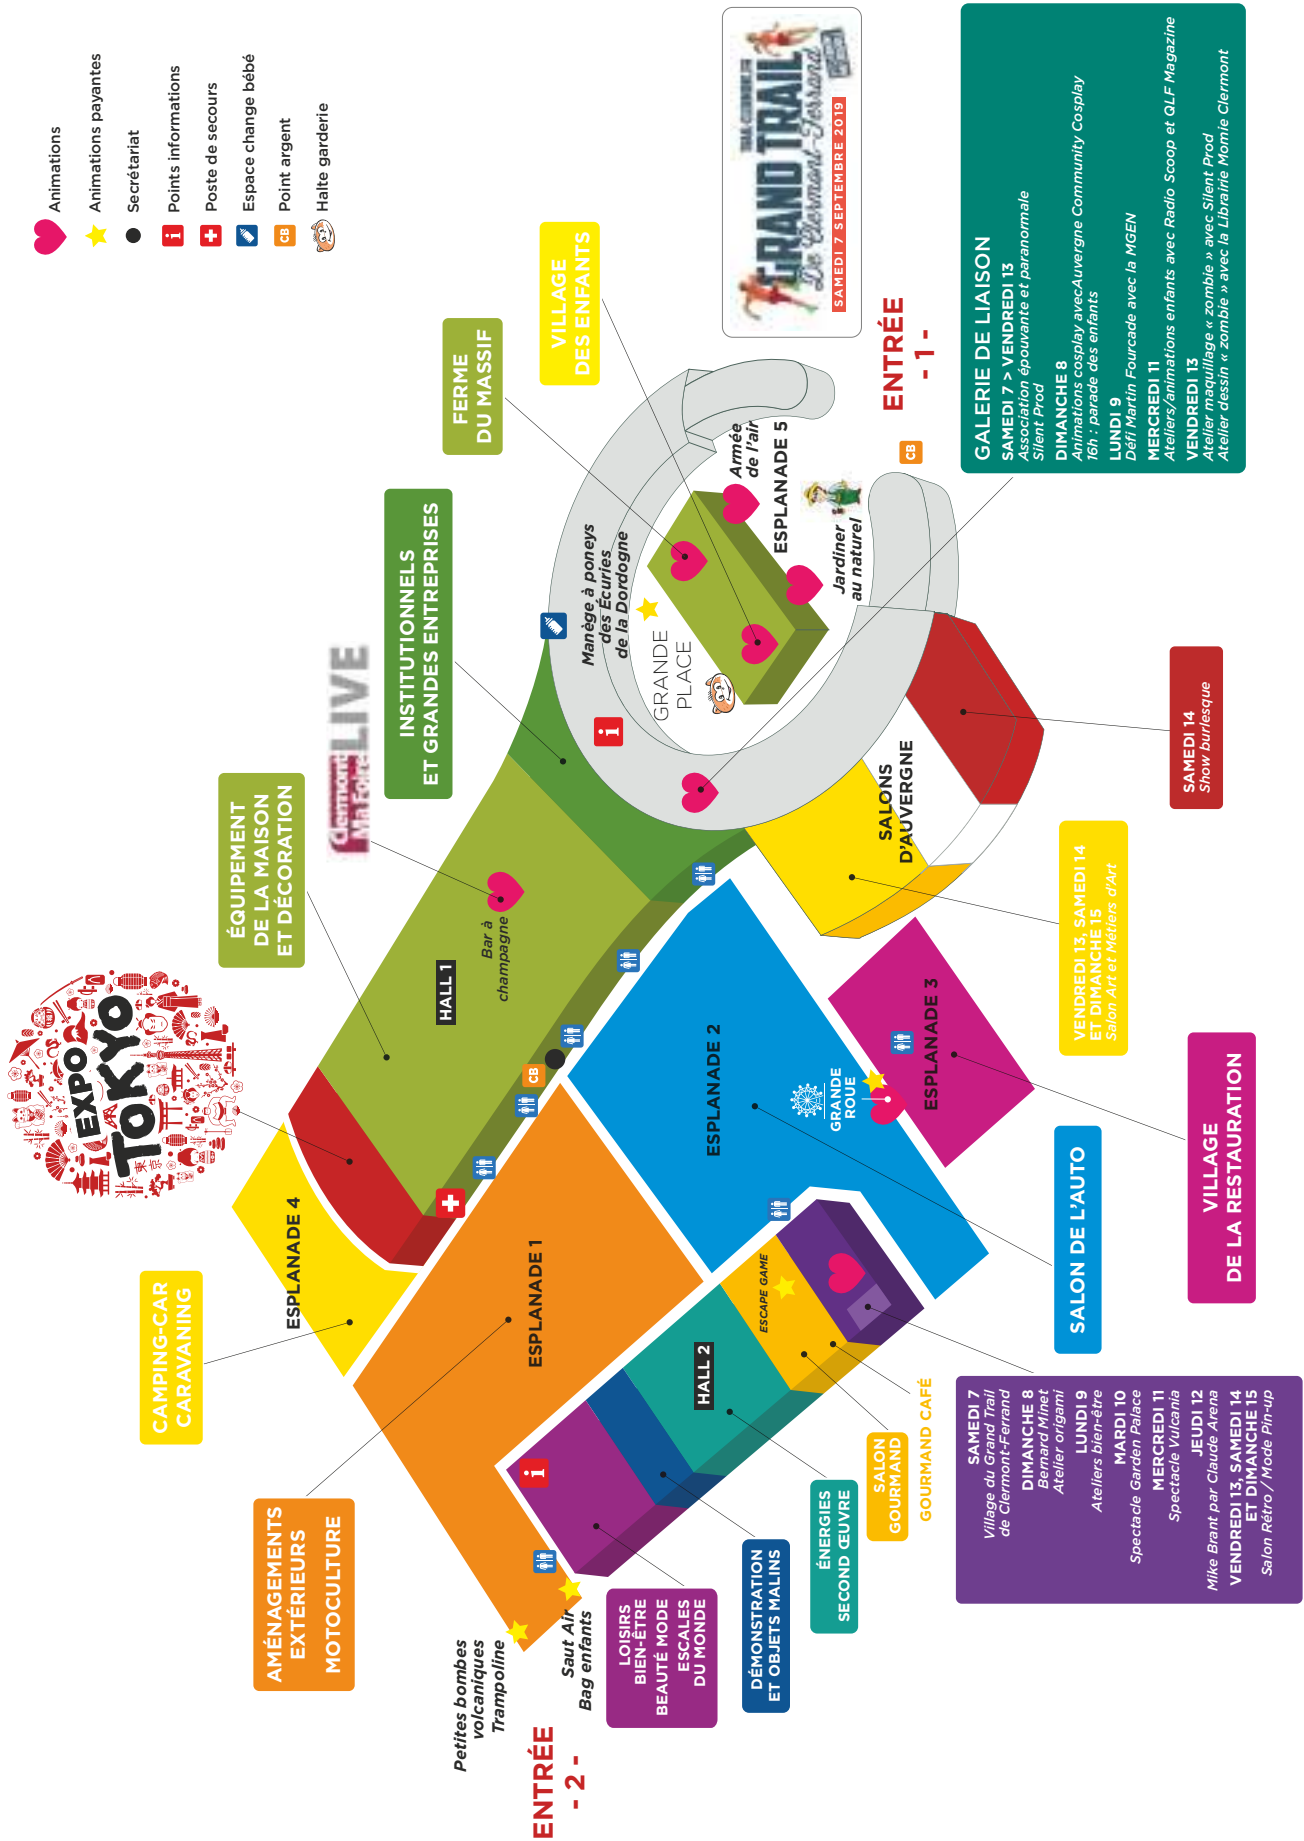 Animations
Animations payantes
Secrétariat
Points informations
Poste de secours
Espace change bébé
CB
Point argent
Halte garderie
EXPO
TOKYO
東京
CAMPING-CAR
CARAVANING
ESPLANADE 4
ÉQUIPEMENT
DE LA MAISON
ET DÉCORATION
Clermont
Ma Foire
LIVE
INSTITUTIONNELS
ET GRANDES ENTREPRISES
FERME
DU MASSIF
VILLAGE
DES ENFANTS
GRAND TRAIL
De Clermont-Ferrand
SAMEDI 7 SEPTEMBRE 2019
HALL 1
Bar à
champagne
CB
Manège à poneys
des Écuries
de la Dordogne
GRANDE
PLACE
Armée
de l'air
ESPLANADE 5
Jardiner
au naturel
ENTRÉE
- 1 -
CB
AMÉNAGEMENTS
EXTÉRIEURS
MOTOCULTURE
ESPLANADE 1
ESPLANADE 2
GRANDE
ROUE
ESPLANADE 3
SALONS
D'AUVERGNE
Petites bombes
volcaniques
Trampoline
Saut Air
Bag enfants
ENTRÉE
- 2 -
HALL 2
ESCAPE GAME
LOISIRS
BIEN-ÊTRE
BEAUTÉ MODE
ESCALES
DU MONDE
DÉMONSTRATION
ET OBJETS MALINS
ÉNERGIES
SECOND ŒUVRE
SALON
GOURMAND
GOURMAND CAFÉ
SAMEDI 7
Village du Grand Trail
de Clermont-Ferrand
DIMANCHE 8
Bernard Minet
Atelier origami
LUNDI 9
Ateliers bien-être
MARDI 10
Spectacle Garden Palace
MERCREDI 11
Spectacle Vulcania
JEUDI 12
Mike Brant par Claude Arena
VENDREDI 13, SAMEDI 14
ET DIMANCHE 15
Salon Rétro / Mode Pin-up
SALON DE L'AUTO
VILLAGE
DE LA RESTAURATION
VENDREDI 13, SAMEDI 14
ET DIMANCHE 15
Salon Art et Métiers d'Art
SAMEDI 14
Show burlesque
GALERIE DE LIAISON
SAMEDI 7 > VENDREDI 13
Association épouvante et paranormale
Silent Prod
DIMANCHE 8
Animations cosplay avecAuvergne Community Cosplay
16h : parade des enfants
LUNDI 9
Défi Martin Fourcade avec la MGEN
MERCREDI 11
Ateliers/animations enfants avec Radio Scoop et QLF Magazine
VENDREDI 13
Atelier maquillage « zombie » avec Silent Prod
Atelier dessin « zombie » avec la Librairie Momie Clermont